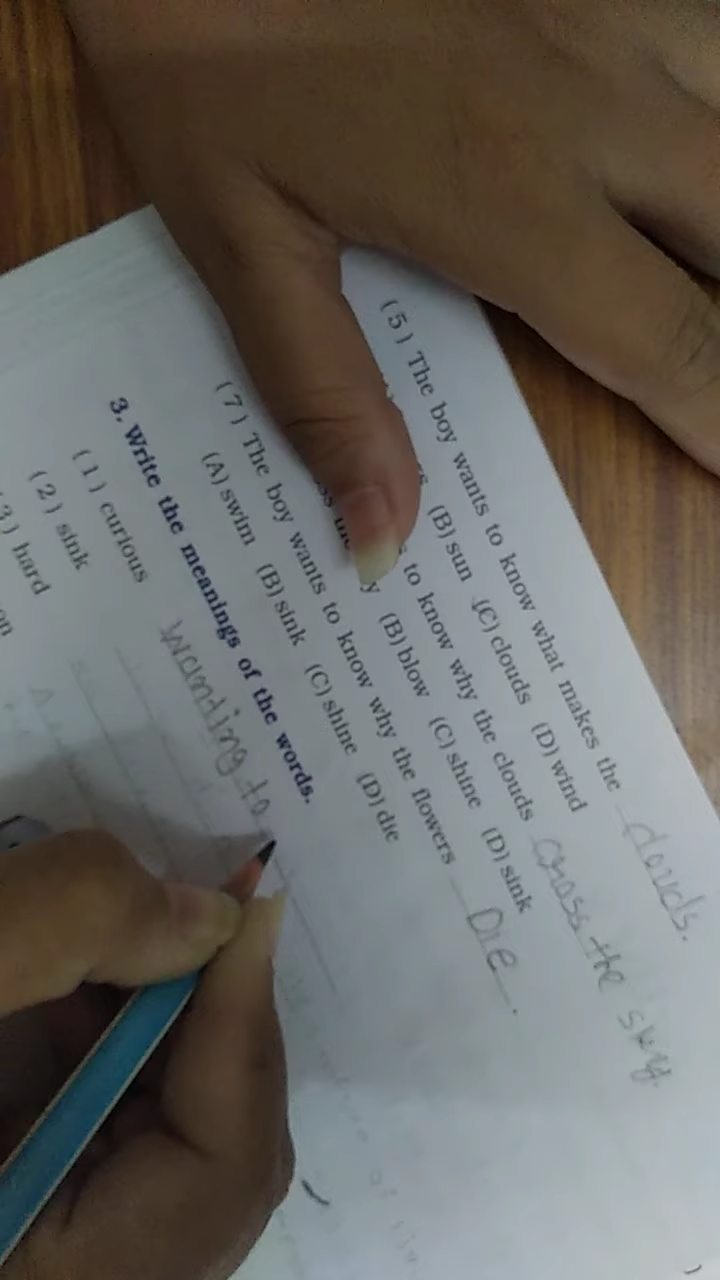 (5) The boy wants to know what makes the clouds.
(B) sun (C) clouds (D) wind
to know why the clouds cross the sky.
(B) blow (C) shine (D) sink
(7) The boy wants to know why the flowers Die.
(A) swim (B) sink (C) shine (D) die
3. Write the meanings of the words.
(1) curious wanting to
(2) sink
(3) hard